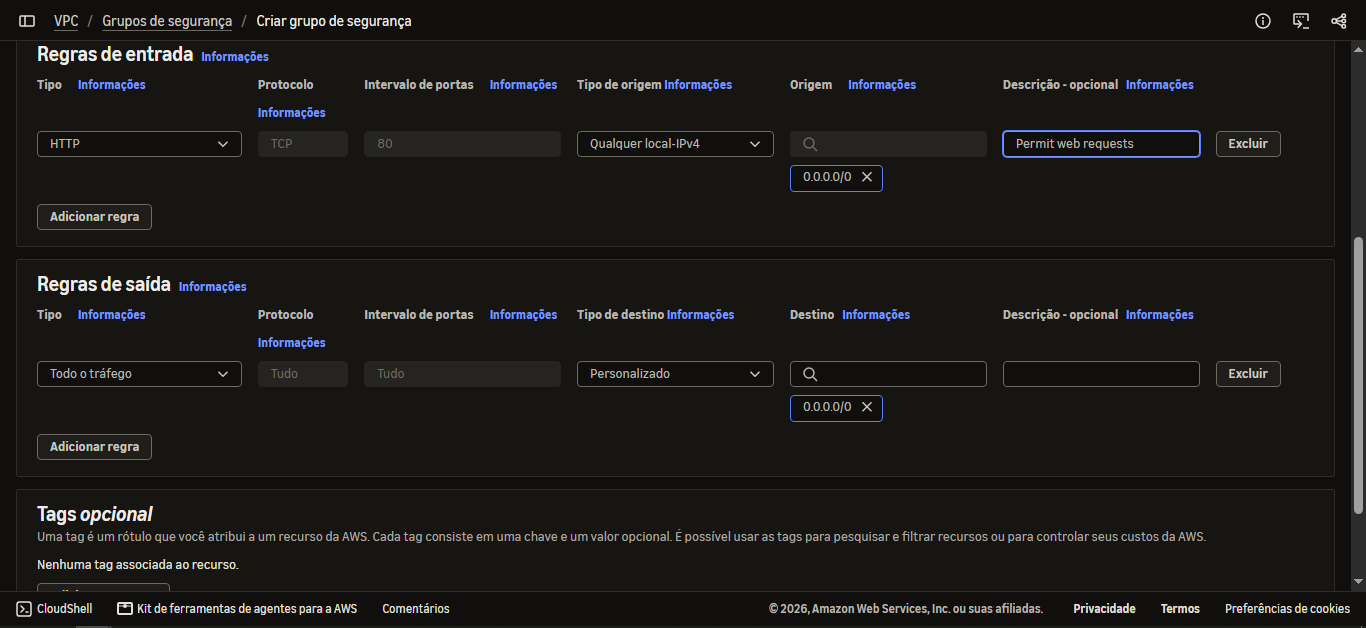 VPC / Grupos de segurança / Criar grupo de segurança
Regras de entrada Informações
Tipo Informações Protocolo Intervalo de portas Informações Tipo de origem Informações Origem Informações Descrição - opcional Informações
Informações
HTTP TCP 80 Qualquer local-IPv4 Permit web requests Excluir
0.0.0.0/0
Adicionar regra
Regras de saída Informações
Tipo Informações Protocolo Intervalo de portas Informações Tipo de destino Informações Destino Informações Descrição - opcional Informações
Informações
Todo o tráfego Tudo Tudo Personalizado Excluir
0.0.0.0/0
Adicionar regra
Tags opcional
Uma tag é um rótulo que você atribui a um recurso da AWS. Cada tag consiste em uma chave e um valor opcional. É possível usar as tags para pesquisar e filtrar recursos ou para controlar seus custos da AWS.
Nenhuma tag associada ao recurso.
CloudShell Kit de ferramentas de agentes para a AWS Comentários © 2026, Amazon Web Services, Inc. ou suas afiliadas. Privacidade Termos Preferências de cookies